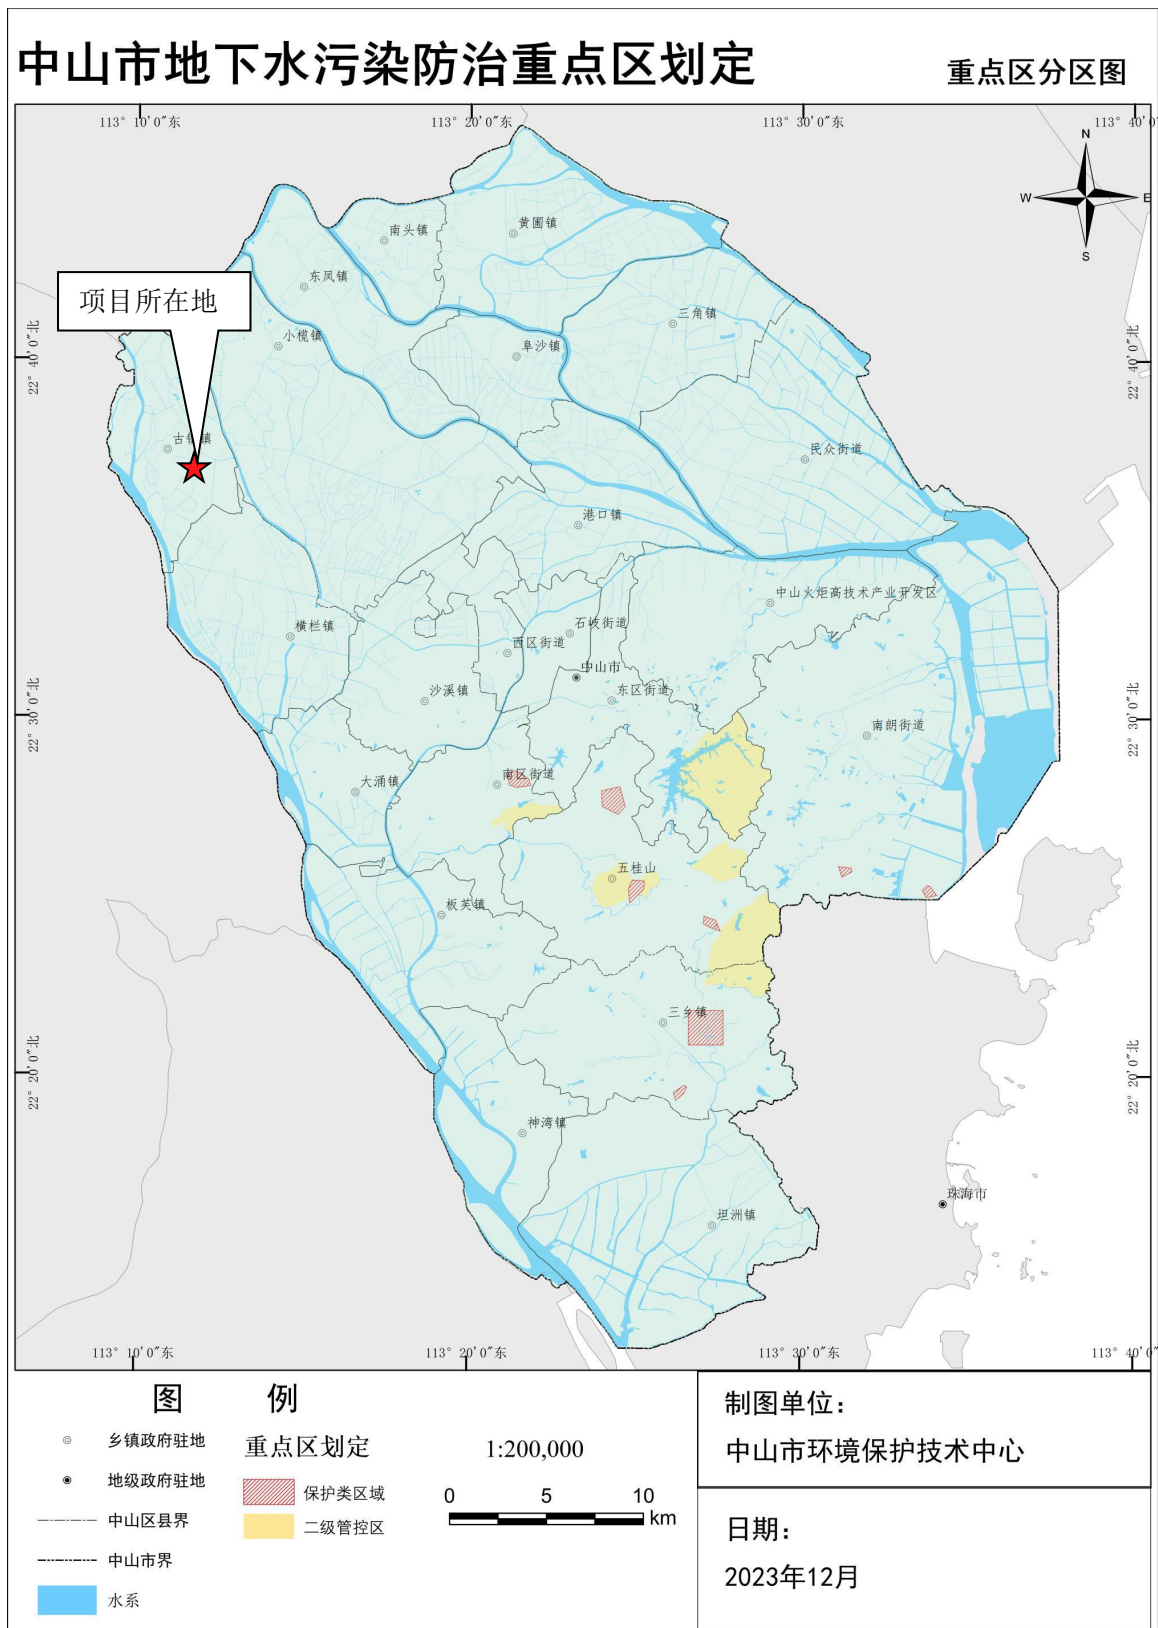 中山市地下水污染防治重点区划定
重点区分区图
113° 10'0"东
113° 20'0"东
113° 30'0"东
113° 40'0"
N
W
E
S
南头镇
黄圃镇
东凤镇
项目所在地
三角镇
小榄镇
阜沙镇
22° 40'0"北
22° 40'0"北
古镇镇
民众街道
港口镇
中山火炬高技术产业开发区
横栏镇
石岐街道
西区街道
中山市
沙溪镇
东区街道
22° 30'0"北
22° 30'0"北
南朗街道
大涌镇
南区街道
五桂山
板芙镇
三乡镇
22° 20'0"北
22° 20'0"北
神湾镇
珠海市
坦洲镇
113° 10'0"东
113° 20'0"东
113° 30'0"东
113° 40'0"
图 例
乡镇政府驻地
地级政府驻地
中山区县界
中山市界
水系
重点区划定
保护类区域
二级管控区
1:200,000
0 5 10
km
制图单位：
中山市环境保护技术中心
日期：
2023年12月